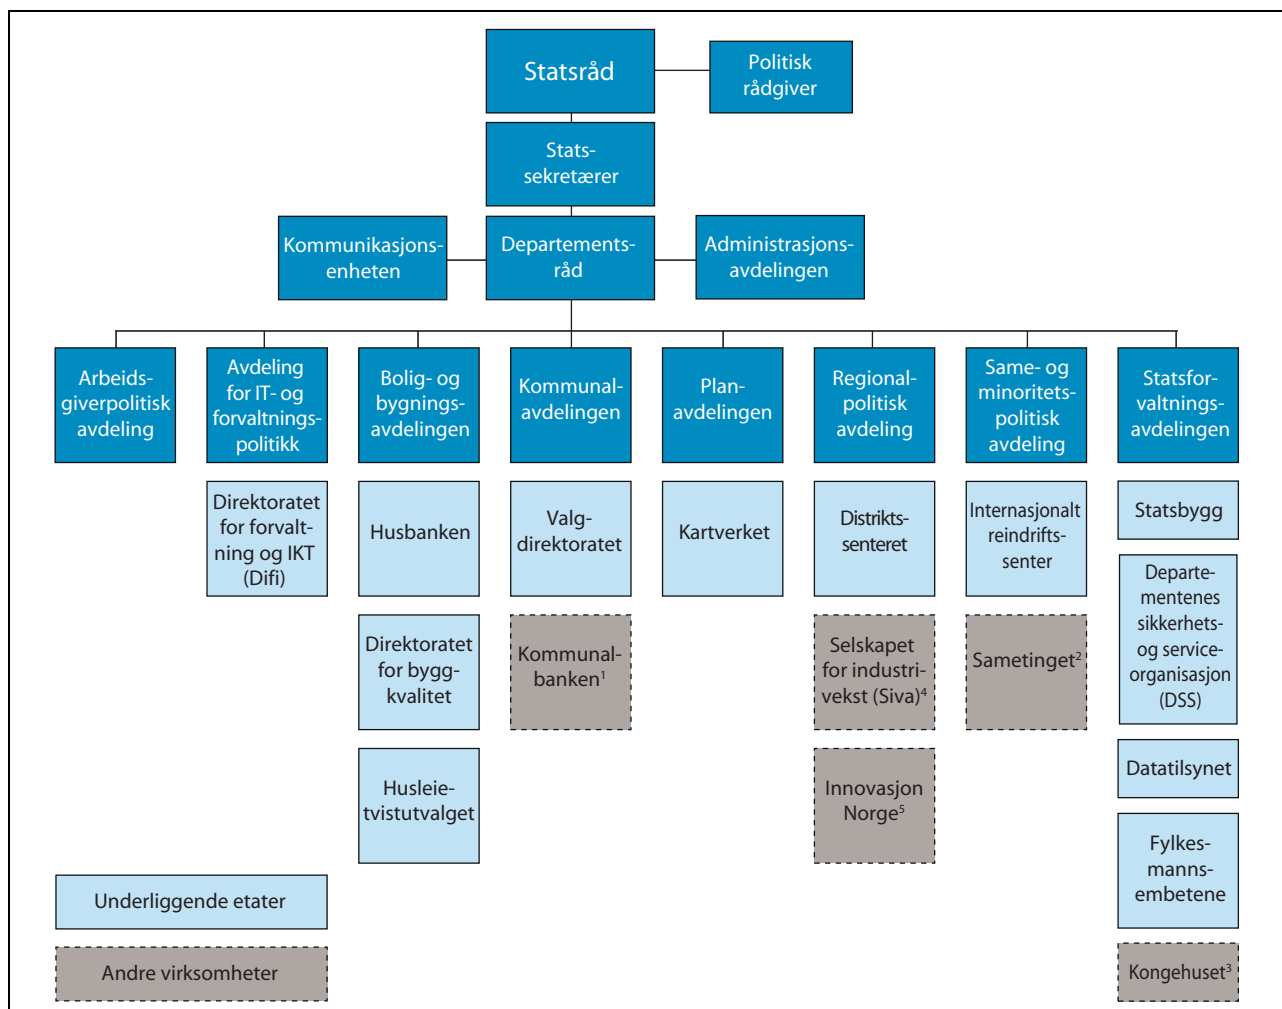 Statsråd
Politisk
rådgiver
Stats-
sekretærer
Kommunikasjons-
enheten
Departements-
råd
Administrasjons-
avdelingen
Arbeids-
giverpolitisk
avdeling
Avdeling
for IT- og
forvaltnings-
politikk
Bolig- og
bygnings-
avdelingen
Kommunal-
avdelingen
Plan-
avdelingen
Regional-
politisk
avdeling
Same- og
minoritets-
politisk
avdeling
Statsfor-
valtnings-
avdelingen
Direktoratet
for forvalt-
ning og IKT
(Difi)
Husbanken
Valg-
direktoratet
Kartverket
Distrikts-
senteret
Internasjonalt
reindrifts-
senter
Statsbygg
Direktoratet
for bygg-
kvalitet
Kommunal-
banken¹
Selskapet
for industri-
vekst (Siva)⁴
Sametinget²
Departe-
mentenes
sikkerhets-
og service-
organisasjon
(DSS)
Husleie-
tvistutvalget
Innovasjon
Norge⁵
Datatilsynet
Fylkes-
manns-
embetene
Kongehuset³
Underliggende etater
Andre virksomheter